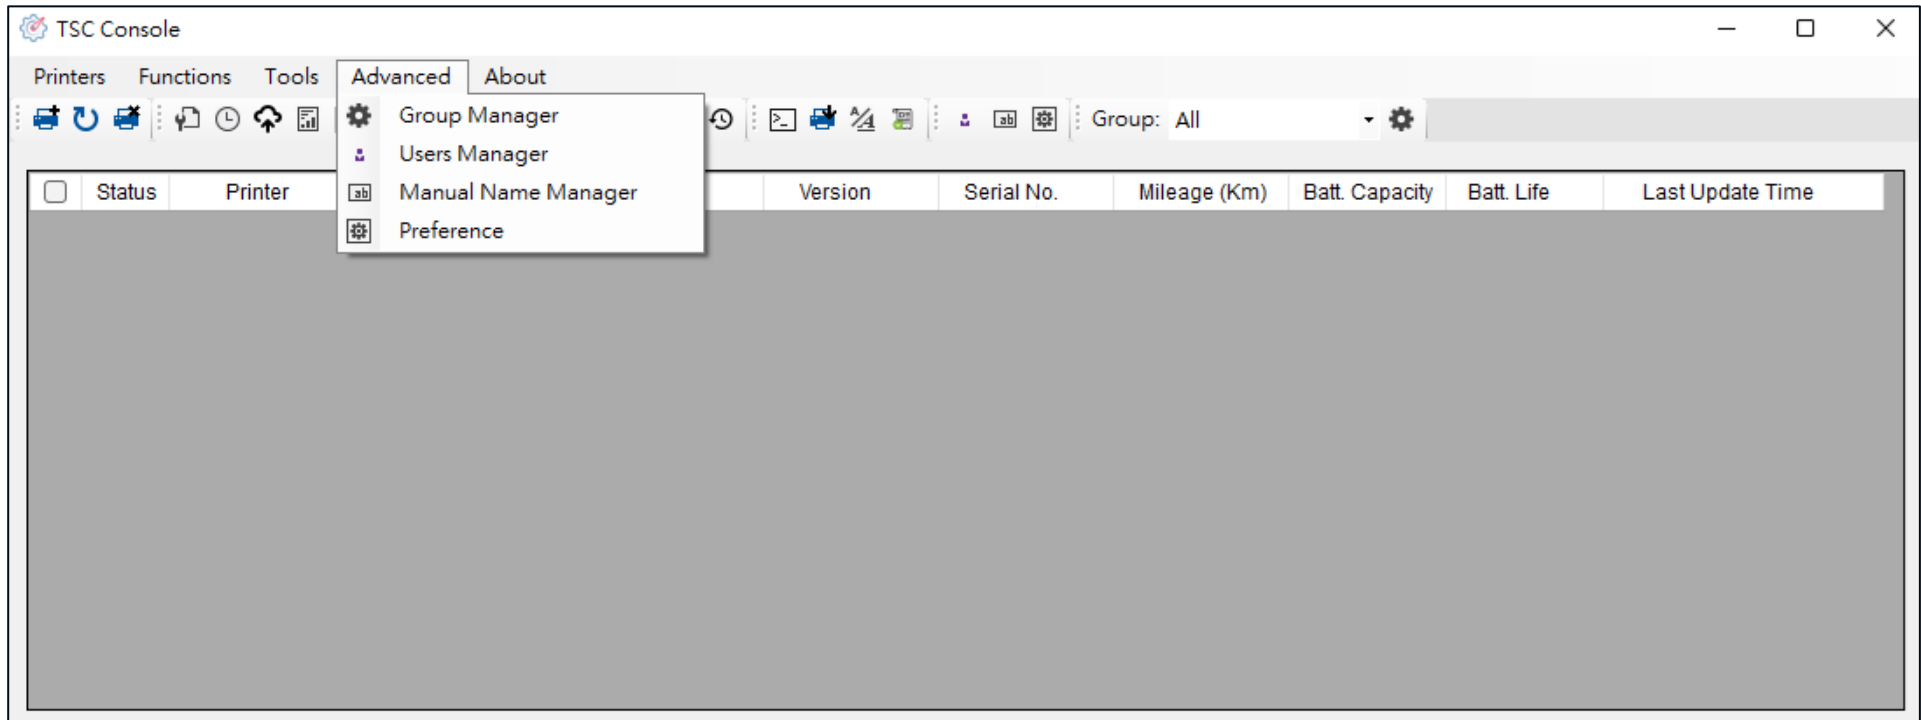 TSC Console
Printers Functions Tools Advanced About
Group Manager
Users Manager
Manual Name Manager
Preference
Group: All
Status Printer Version Serial No. Mileage (Km) Batt. Capacity Batt. Life Last Update Time